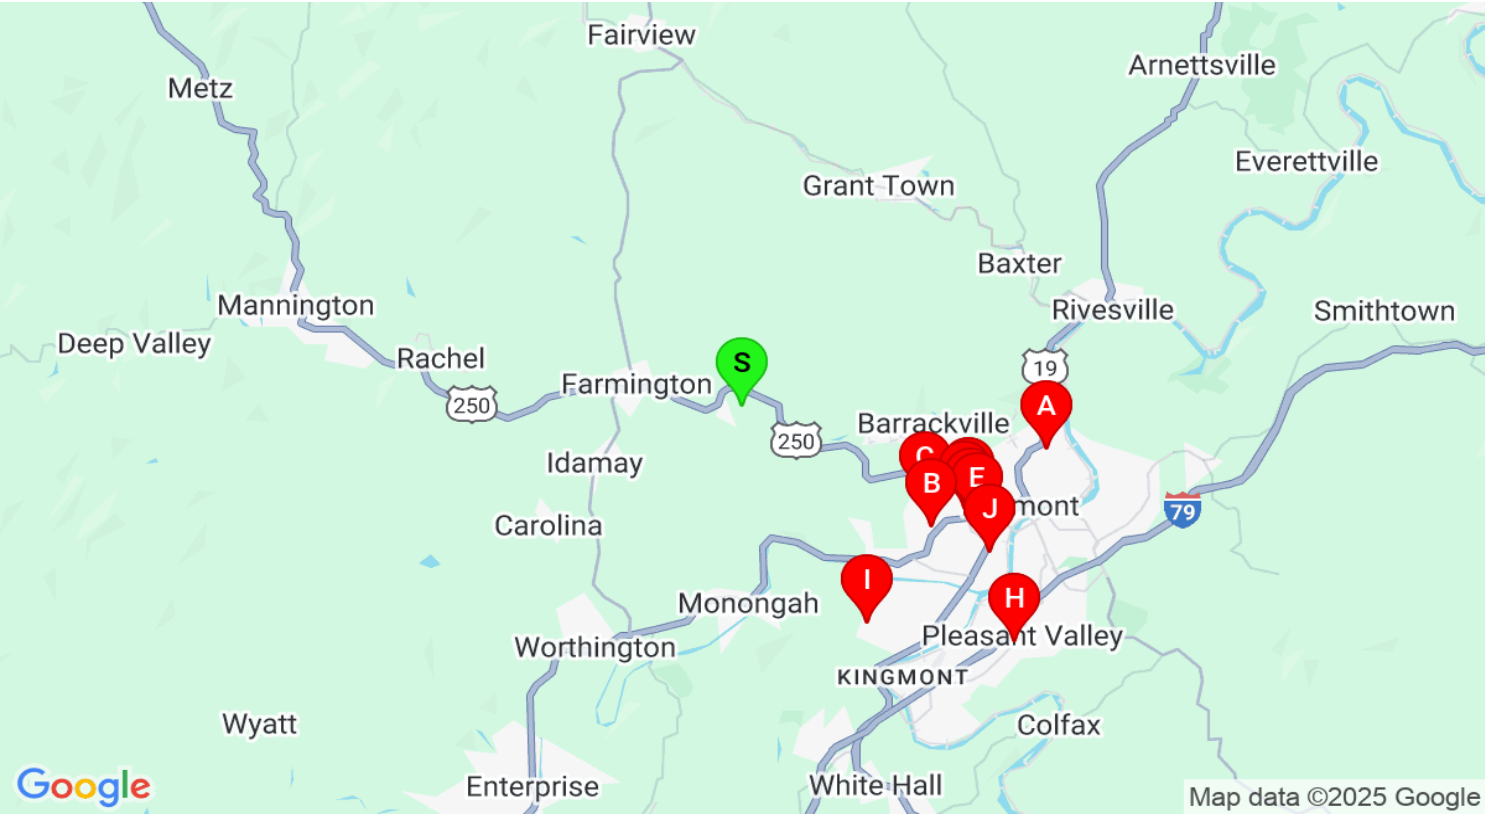 Fairview
Arnettsville
Metz
Everettville
Grant Town
Baxter
Mannington
Rivesville
Smithtown
Deep Valley
Rachel
S
19
Farmington
250
A
Barrackville
250
C
Idamay
E
B
J
mont
79
Carolina
I
H
Monongah
Pleasant Valley
Worthington
KINGMONT
Wyatt
Colfax
Google
Enterprise
White Hall
Map data ©2025 Google